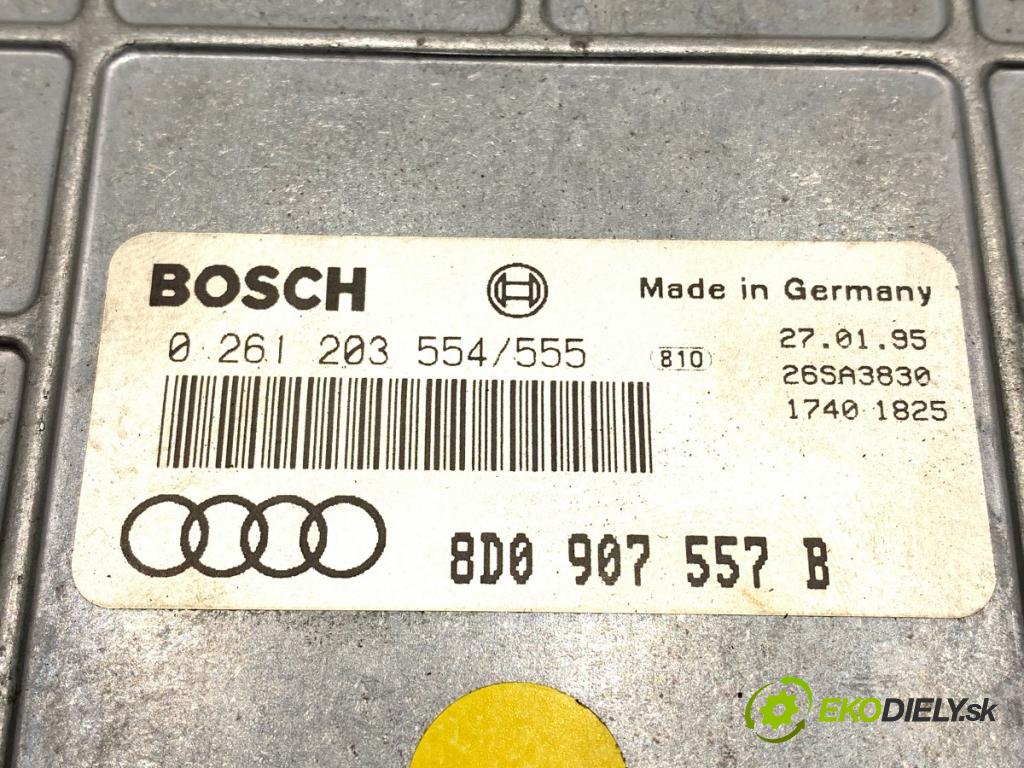 BOSCH
Made in Germany
0 261 203 554/555
810
27.01.95
26SA3830
1740 1825
8D0 907 557 B
EKODIELY.sk